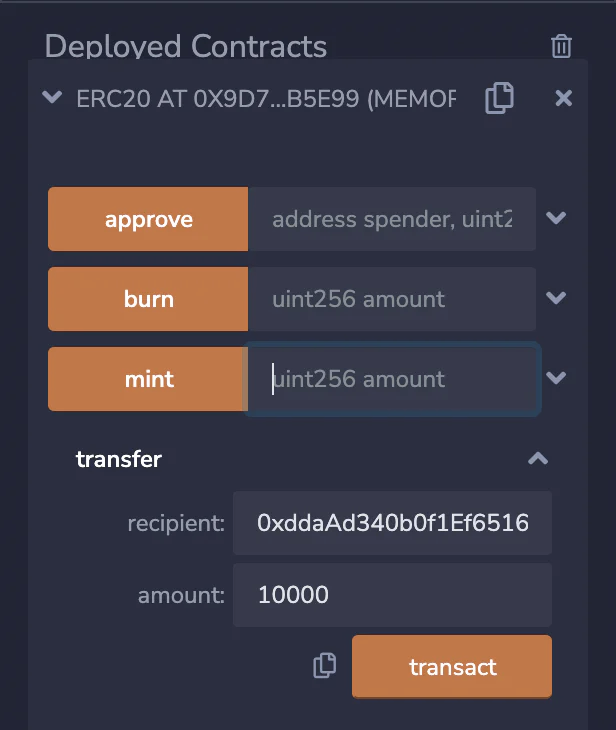 Deployed Contracts
ERC20 AT 0X9D7...B5E99 (MEMOF
approve address spender, uint2
burn uint256 amount
mint uint256 amount
transfer
recipient: 0xddaAd340b0f1Ef6516
amount: 10000
transact